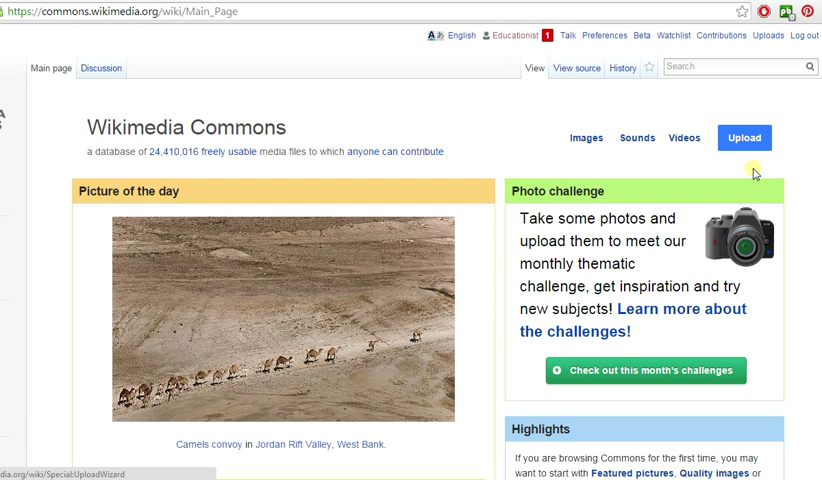 https://commons.wikimedia.org/wiki/Main_Page
Aあ English Educationist 1 Talk Preferences Beta Watchlist Contributions Uploads Log out
Main page Discussion View View source History Search
Wikimedia Commons
a database of 24,410,016 freely usable media files to which anyone can contribute
Images Sounds Videos Upload
Picture of the day
Camels convoy in Jordan Rift Valley, West Bank.
Photo challenge
Take some photos and
upload them to meet our
monthly thematic
challenge, get inspiration and try
new subjects! Learn more about
the challenges!
Check out this month's challenges
Highlights
If you are browsing Commons for the first time, you may
want to start with Featured pictures, Quality images or
dia.org/wiki/Special:UploadWizard